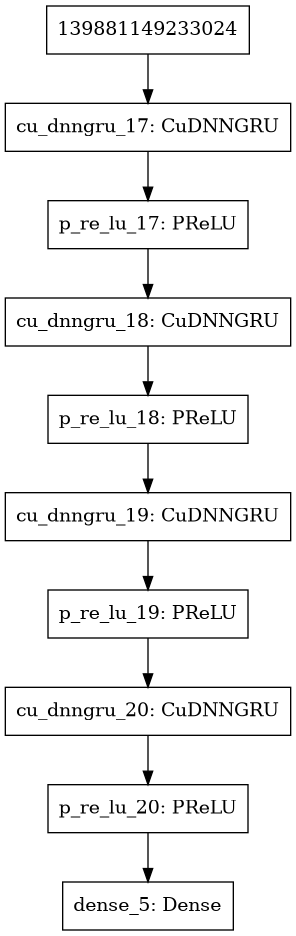 139881149233024
cu_dnngru_17: CuDNNGRU
p_re_lu_17: PReLU
cu_dnngru_18: CuDNNGRU
p_re_lu_18: PReLU
cu_dnngru_19: CuDNNGRU
p_re_lu_19: PReLU
cu_dnngru_20: CuDNNGRU
p_re_lu_20: PReLU
dense_5: Dense